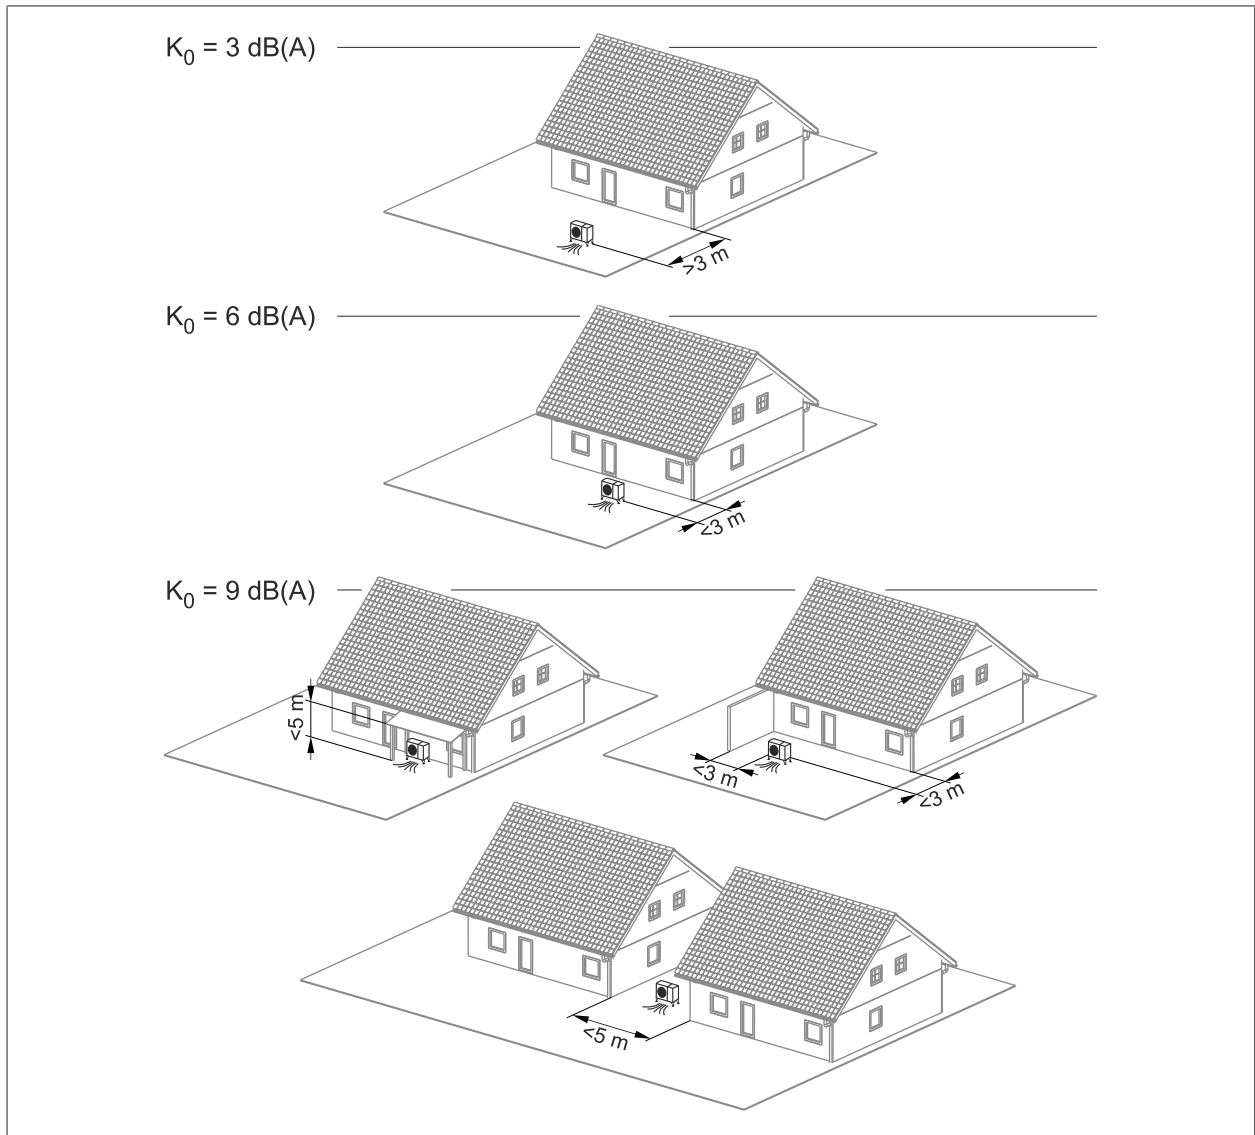 K₀ = 3 dB(A)
>3 m
K₀ = 6 dB(A)
<3 m
K₀ = 9 dB(A)
<5 m
<3 m
<3 m
<5 m